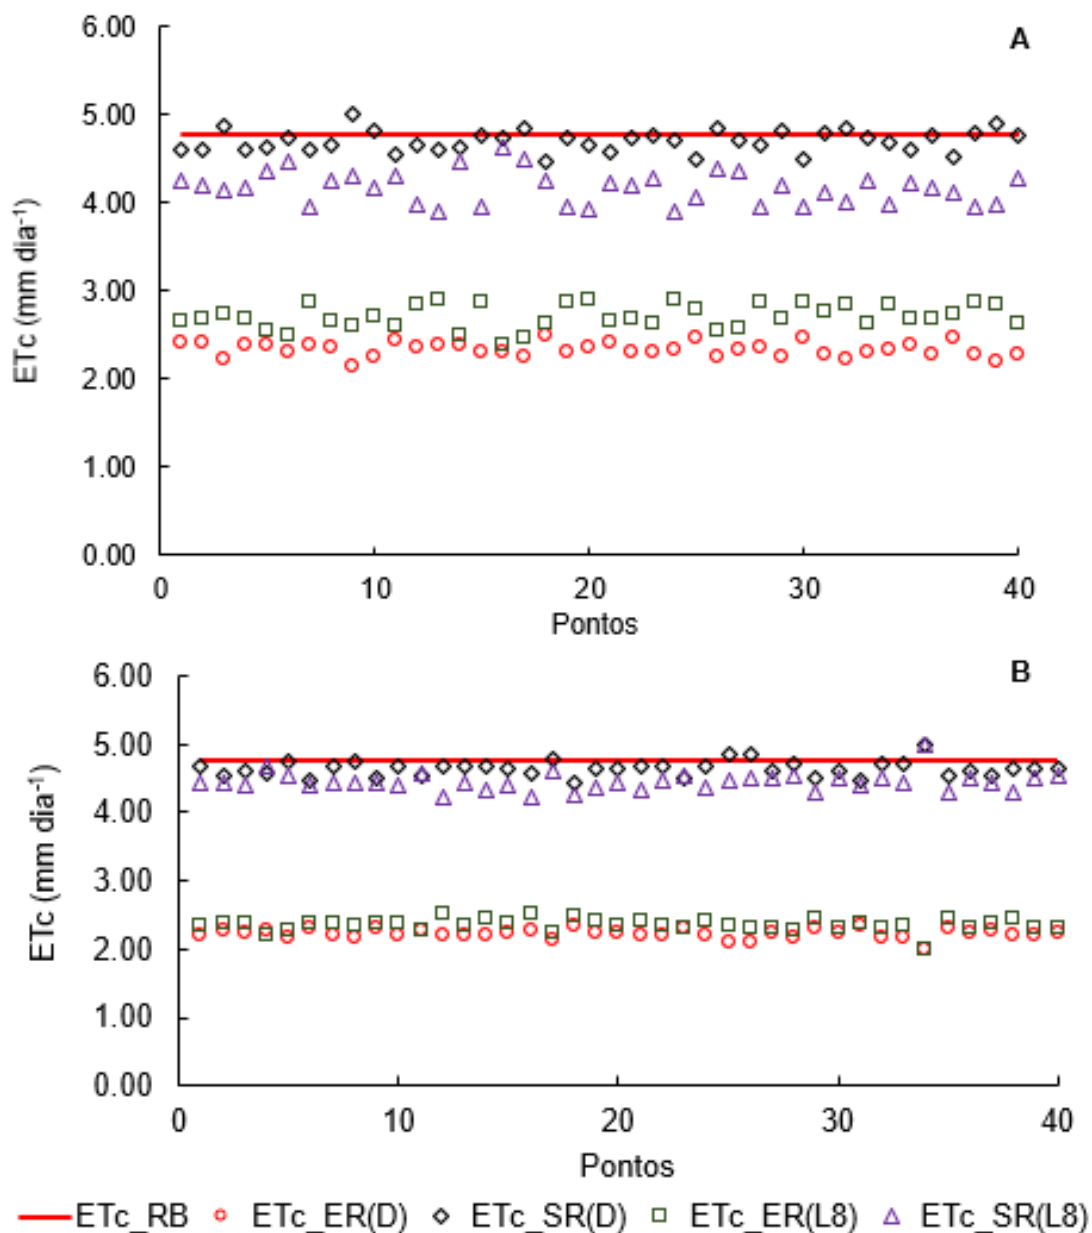 A
ETc (mm dia⁻¹)
6.00
5.00
4.00
3.00
2.00
1.00
0.00
0 10 20 30 40
Pontos
B
ETc (mm dia⁻¹)
6.00
5.00
4.00
3.00
2.00
1.00
0.00
0 10 20 30 40
Pontos
ETc_RB ETc_ER(D) ETc_SR(D) ETc_ER(L8) ETc_SR(L8)